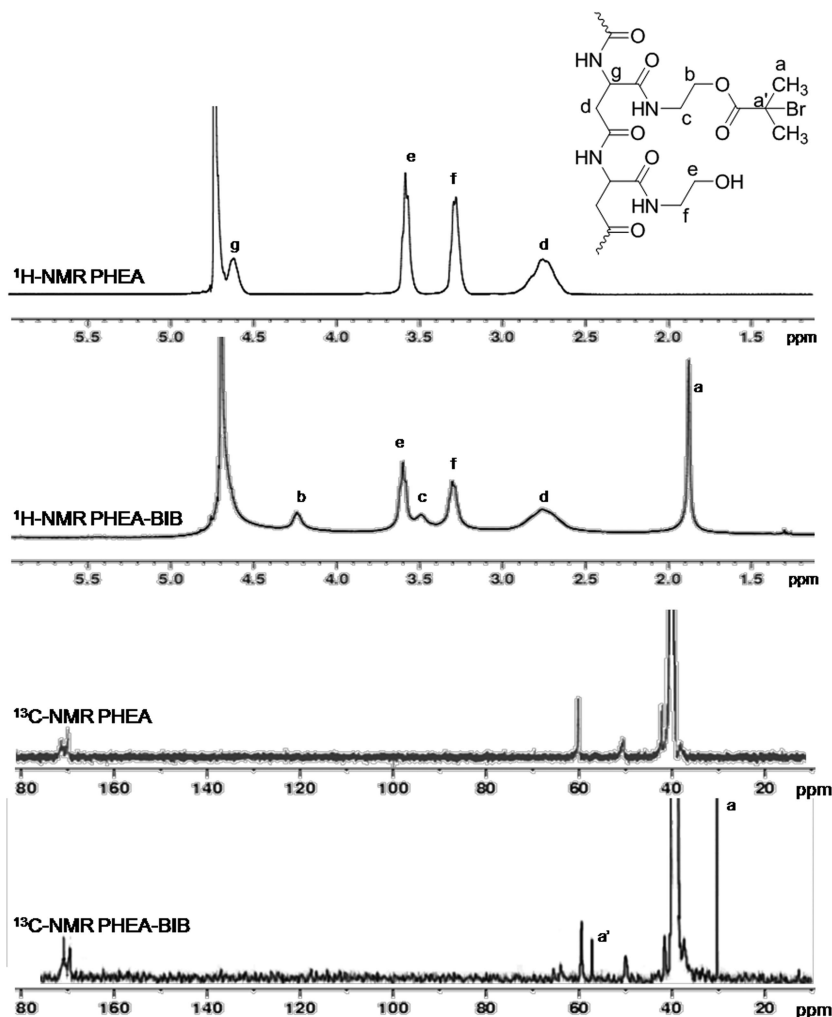 O
HN
g
O
b
O
a
CH₃
a'
Br
d
N
H
c
O
CH₃
O
HN
O
e
OH
N
H
f
O
e
f
g
d
¹H-NMR PHEA
5.5 5.0 4.5 4.0 3.5 3.0 2.5 2.0 1.5 ppm
a
e
f
b
c
d
¹H-NMR PHEA-BIB
5.5 5.0 4.5 4.0 3.5 3.0 2.5 2.0 1.5 ppm
¹³C-NMR PHEA
80 160 140 120 100 80 60 40 20 ppm
a
¹³C-NMR PHEA-BIB
a'
80 160 140 120 100 80 60 40 20 ppm